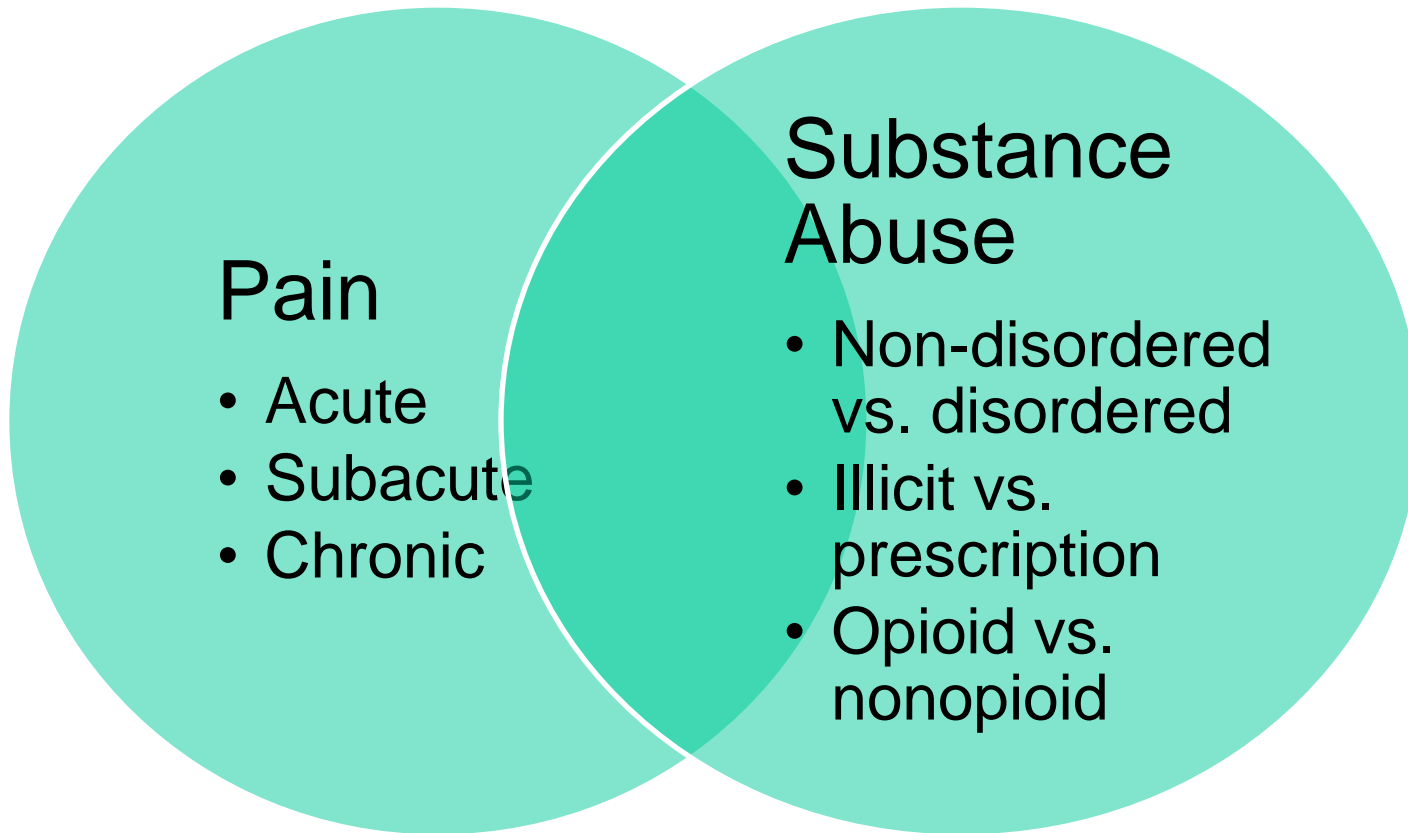 Pain
• Acute
• Subacute
• Chronic
Substance
Abuse
• Non-disordered
vs. disordered
• Illicit vs.
prescription
• Opioid vs.
nonopioid